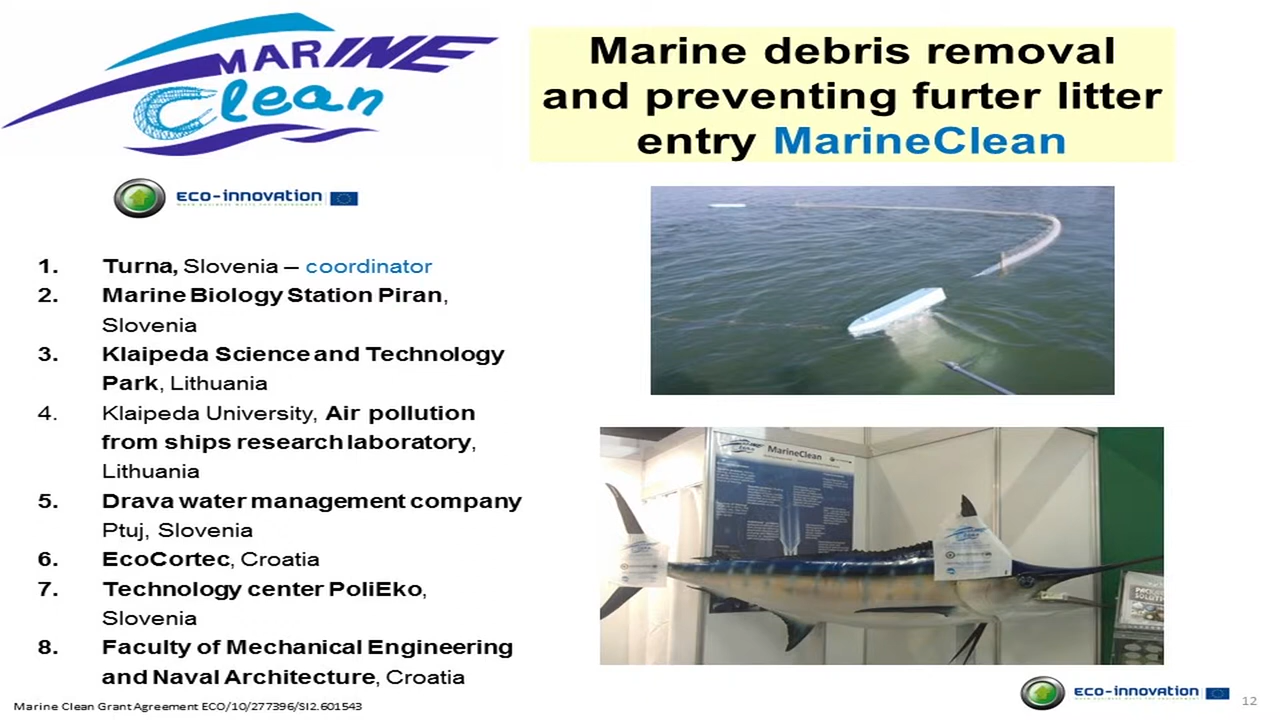 MARINE
Clean
Marine debris removal
and preventing furter litter
entry MarineClean
ECO-INNOVATION
1. Turna, Slovenia – coordinator
2. Marine Biology Station Piran,
Slovenia
3. Klaipeda Science and Technology
Park, Lithuania
4. Klaipeda University, Air pollution
from ships research laboratory,
Lithuania
5. Drava water management company
Ptuj, Slovenia
6. EcoCortec, Croatia
7. Technology center PoliEko,
Slovenia
8. Faculty of Mechanical Engineering
and Naval Architecture, Croatia
MarineClean
Marine Clean Grant Agreement ECO/10/277396/SI2.601543
ECO-INNOVATION
12